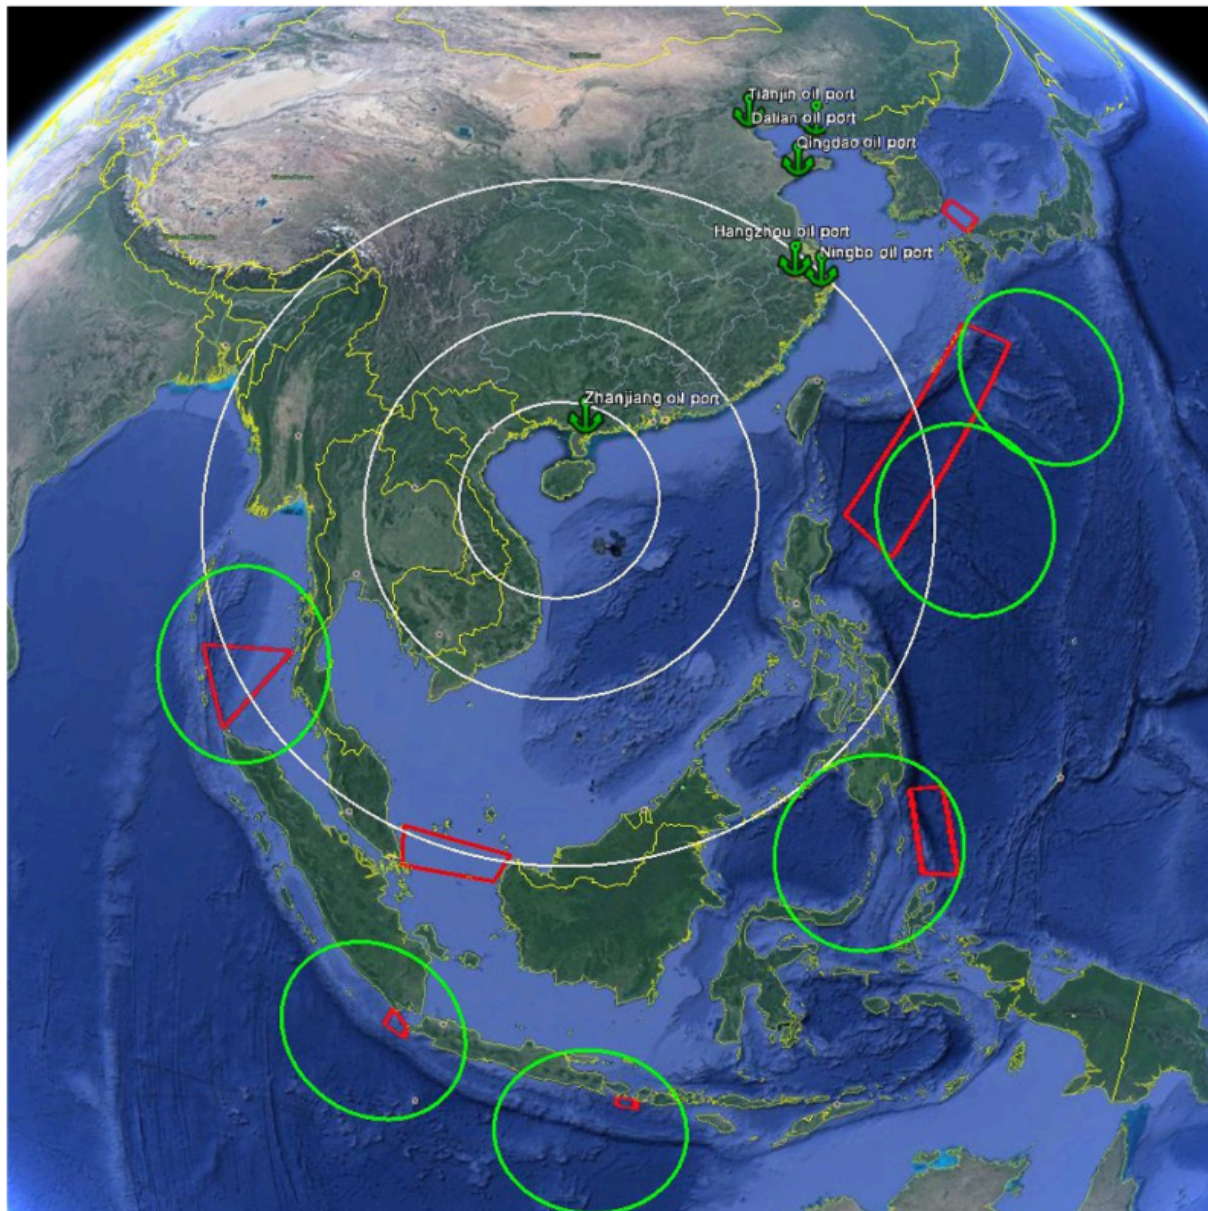 Tianjin oil port
Dalian oil port
Qingdao oil port
Hangzhou oil port
Ningbo oil port
Zhanjiang oil port